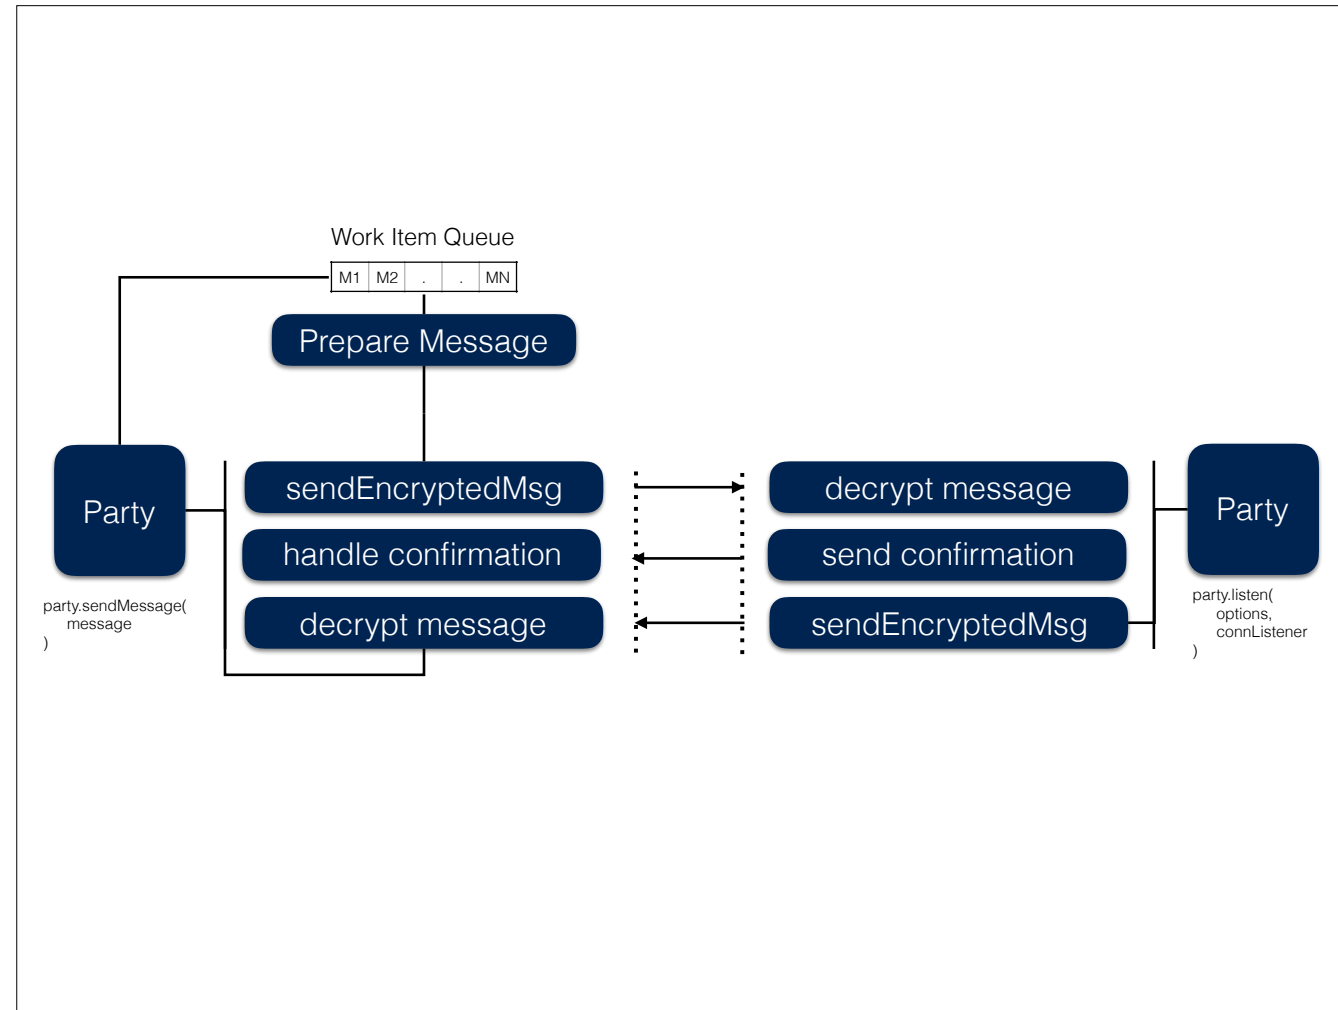 Work Item Queue
M1 M2 . . MN
Prepare Message
Party
sendEncryptedMsg
handle confirmation
decrypt message
party.sendMessage(
message
)
decrypt message
send confirmation
sendEncryptedMsg
Party
party.listen(
options,
connListener
)